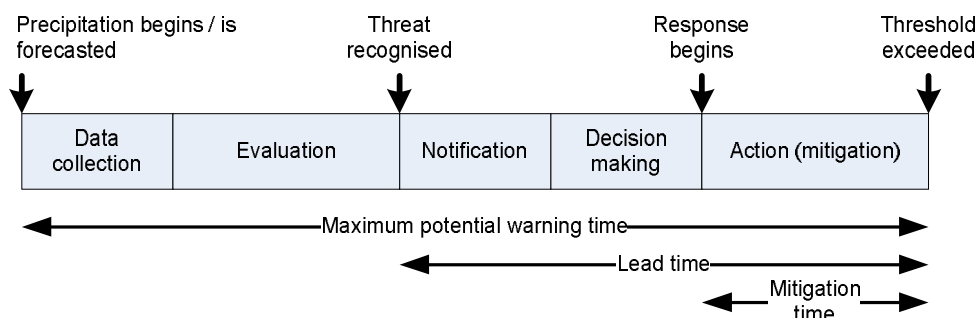 Precipitation begins / is
forecasted
Threat
recognised
Response
begins
Threshold
exceeded
Data
collection
Evaluation
Notification
Decision
making
Action (mitigation)
Maximum potential warning time
Lead time
Mitigation
time